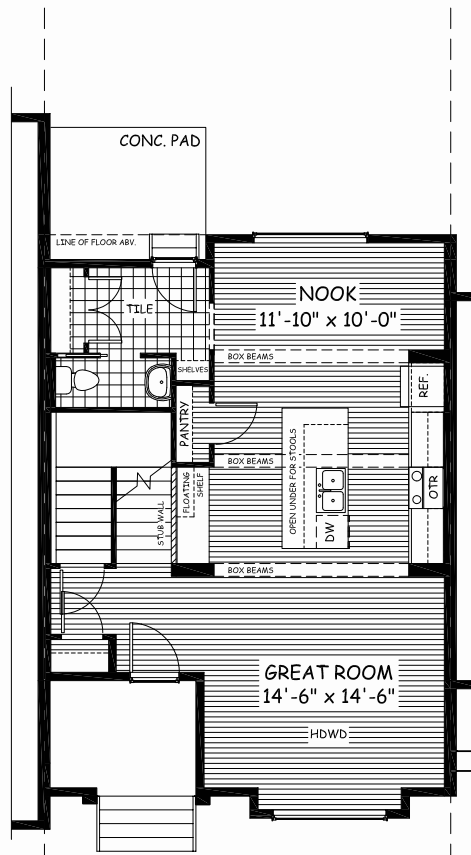 CONC. PAD
LINE OF FLOOR ABV.
TILE
NOOK
11'-10" x 10'-0"
BOX BEAMS
SHELVES
REF.
PANTRY
OPEN UNDER FOR STOOLS
BOX BEAMS
FLOATING
SHELF
OTR
STUB WALL
DW
BOX BEAMS
GREAT ROOM
14'-6" x 14'-6"
HDWD